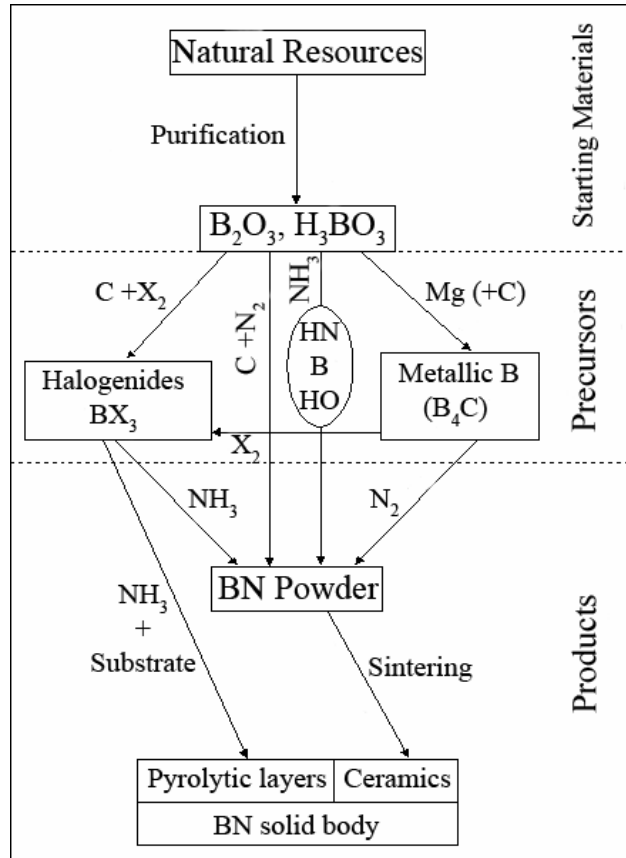 Natural Resources
Starting Materials
Purification
B₂O₃, H₃BO₃
C +X₂
C +N₂
NH₃
Mg (+C)
Precursors
HN
B
HO
Halogenides
BX₃
Metallic B
(B₄C)
X₂
NH₃
N₂
BN Powder
NH₃
+
Substrate
Sintering
Products
Pyrolytic layers
Ceramics
BN solid body